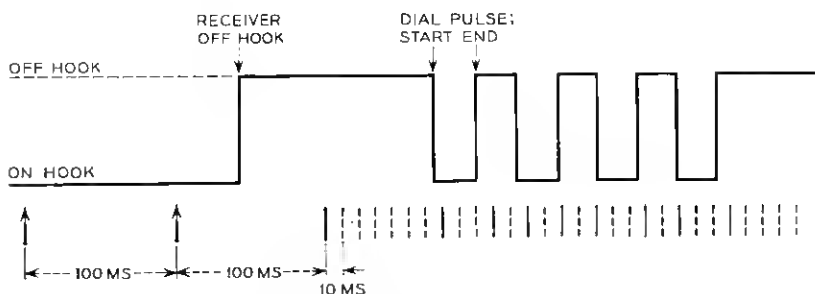 RECEIVER
OFF HOOK
DIAL PULSE:
START END
OFF HOOK
ON HOOK
100 MS
100 MS
10 MS